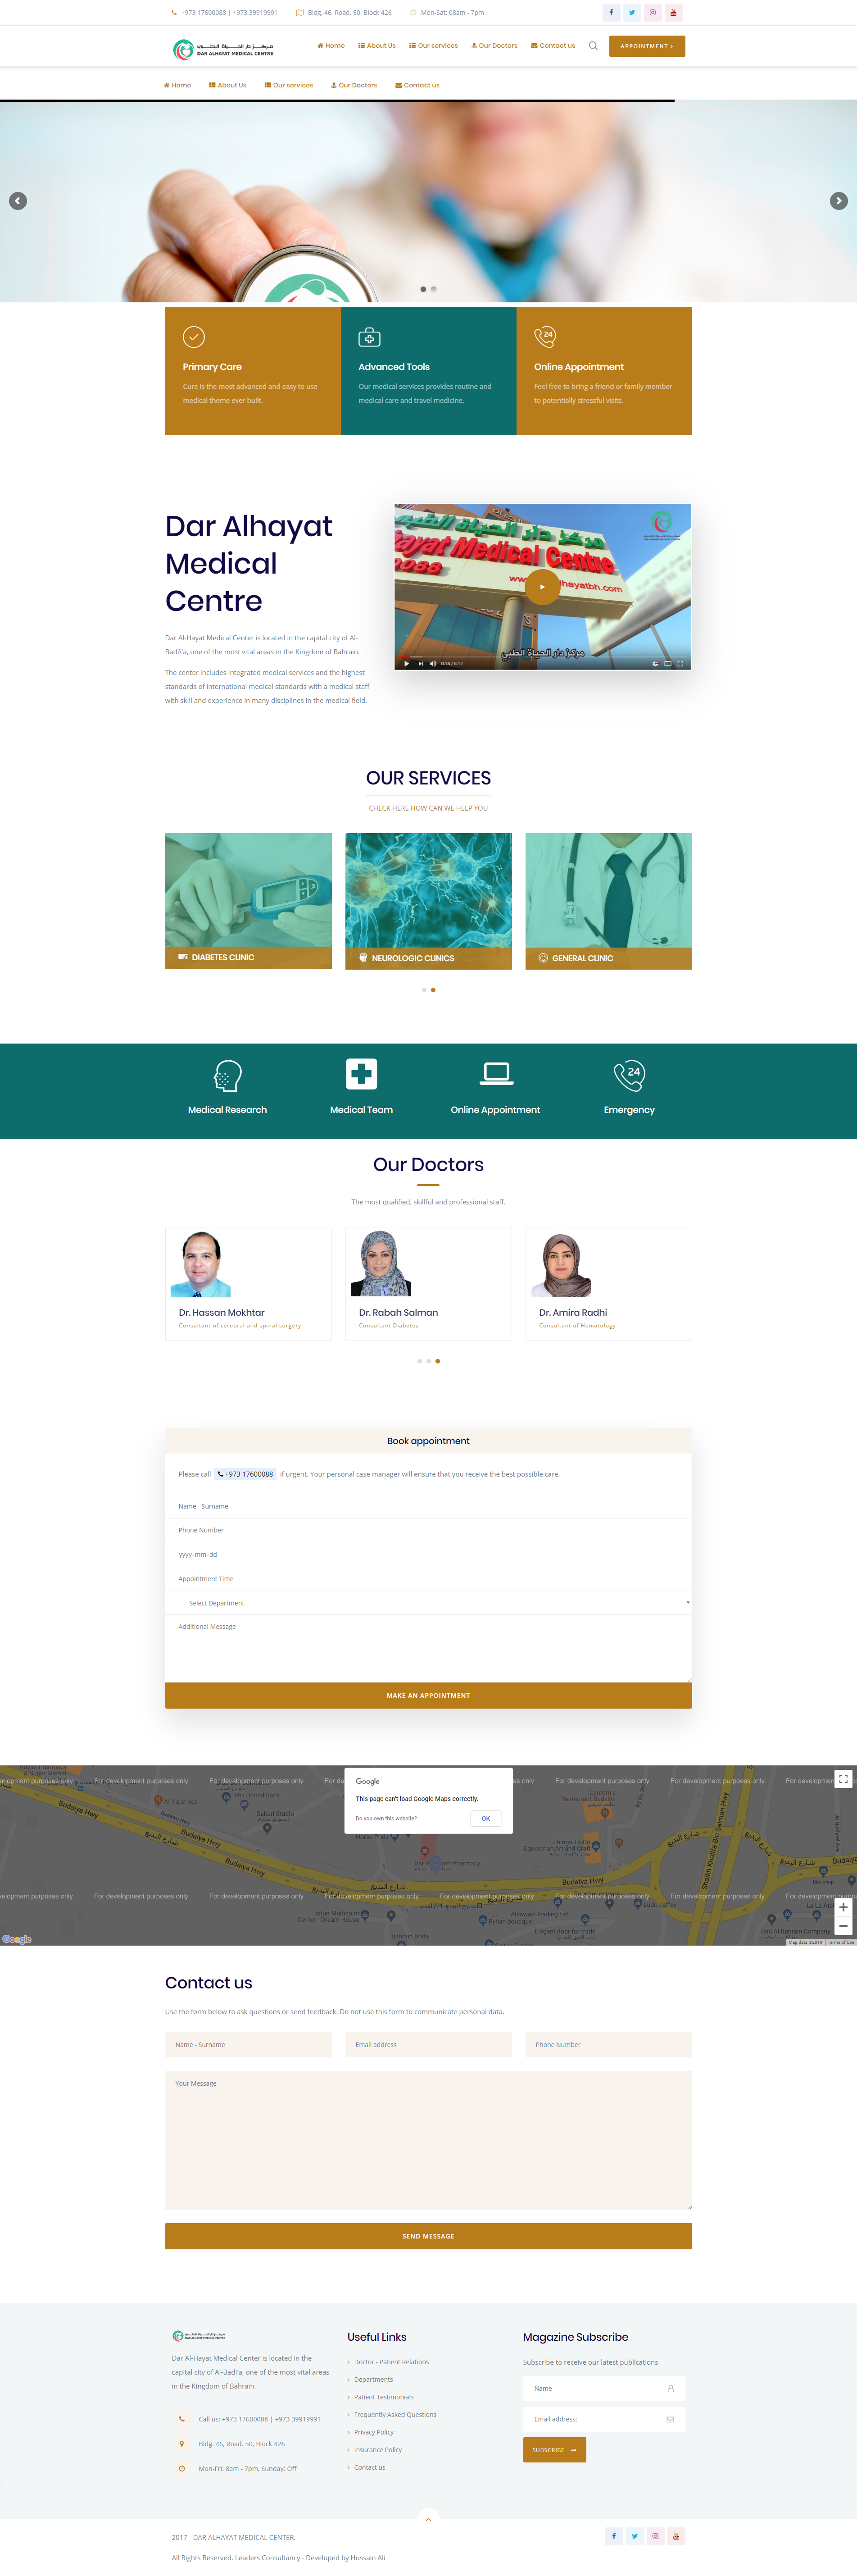 +973 17600088 | +973 39919991
Bldg. 46, Road. 50, Block 426
Mon-Sat: 08am - 7pm
مركز دار الحياة الطبي
DAR ALHAYAT MEDICAL CENTRE
Home
About Us
Our services
Our Doctors
Contact us
APPOINTMENT
Home
About Us
Our services
Our Doctors
Contact us
Primary Care
Cure is the most advanced and easy to use
medical theme ever built.
Advanced Tools
Our medical services provides routine and
medical care and travel medicine.
24
Online Appointment
Feel free to bring a friend or family member
to potentially stressful visits.
Dar Alhayat
Medical
Centre
Dar Al-Hayat Medical Center is located in the capital city of Al-
Badi\'a, one of the most vital areas in the Kingdom of Bahrain.
The center includes integrated medical services and the highest
standards of international medical standards with a medical staff
with skill and experience in many disciplines in the medical field.
مركز دار الحياة الطبي
ayat Medical Centre
مركز دار الحياة الطبي
0:14 / 6:17
OUR SERVICES
CHECK HERE HOW CAN WE HELP YOU
DIABETES CLINIC
NEUROLOGIC CLINICS
GENERAL CLINIC
Medical Research
Medical Team
Online Appointment
24
Emergency
Our Doctors
The most qualified, skillful and professional staff.
Dr. Hassan Mokhtar
Consultant of cerebral and spinal surgery
Dr. Rabah Salman
Consultant Diabetes
Dr. Amira Radhi
Consultant of Hematology
Book appointment
Please call +973 17600088 if urgent. Your personal case manager will ensure that you receive the best possible care.
Name - Surname
Phone Number
yyyy-mm-dd
Appointment Time
Select Department
Additional Message
MAKE AN APPOINTMENT
For development purposes only
Google
This page can't load Google Maps correctly.
Do you own this website?
OK
Budaiya Hwy
شارع البديع
Sahari Studio
Shaikh Khalifa Bin Salman Hwy
Google
Map data ©2019
Terms of Use
Contact us
Use the form below to ask questions or send feedback. Do not use this form to communicate personal data.
Name - Surname
Email address
Phone Number
Your Message
SEND MESSAGE
DAR ALHAYAT MEDICAL CENTRE
Dar Al-Hayat Medical Center is located in the
capital city of Al-Badi'a, one of the most vital areas
in the Kingdom of Bahrain.
Call us: +973 17600088 | +973 39919991
Bldg. 46, Road. 50, Block 426
Mon-Fri: 8am - 7pm, Sunday: Off
Useful Links
Doctor - Patient Relations
Departments
Patient Testimonials
Frequently Asked Questions
Privacy Policy
Insurance Policy
Contact us
Magazine Subscribe
Subscribe to receive our latest publications
Name
Email address:
SUBSCRIBE
2017 - DAR ALHAYAT MEDICAL CENTER.
All Rights Reserved. Leaders Consultancy - Developed by Hussain Ali